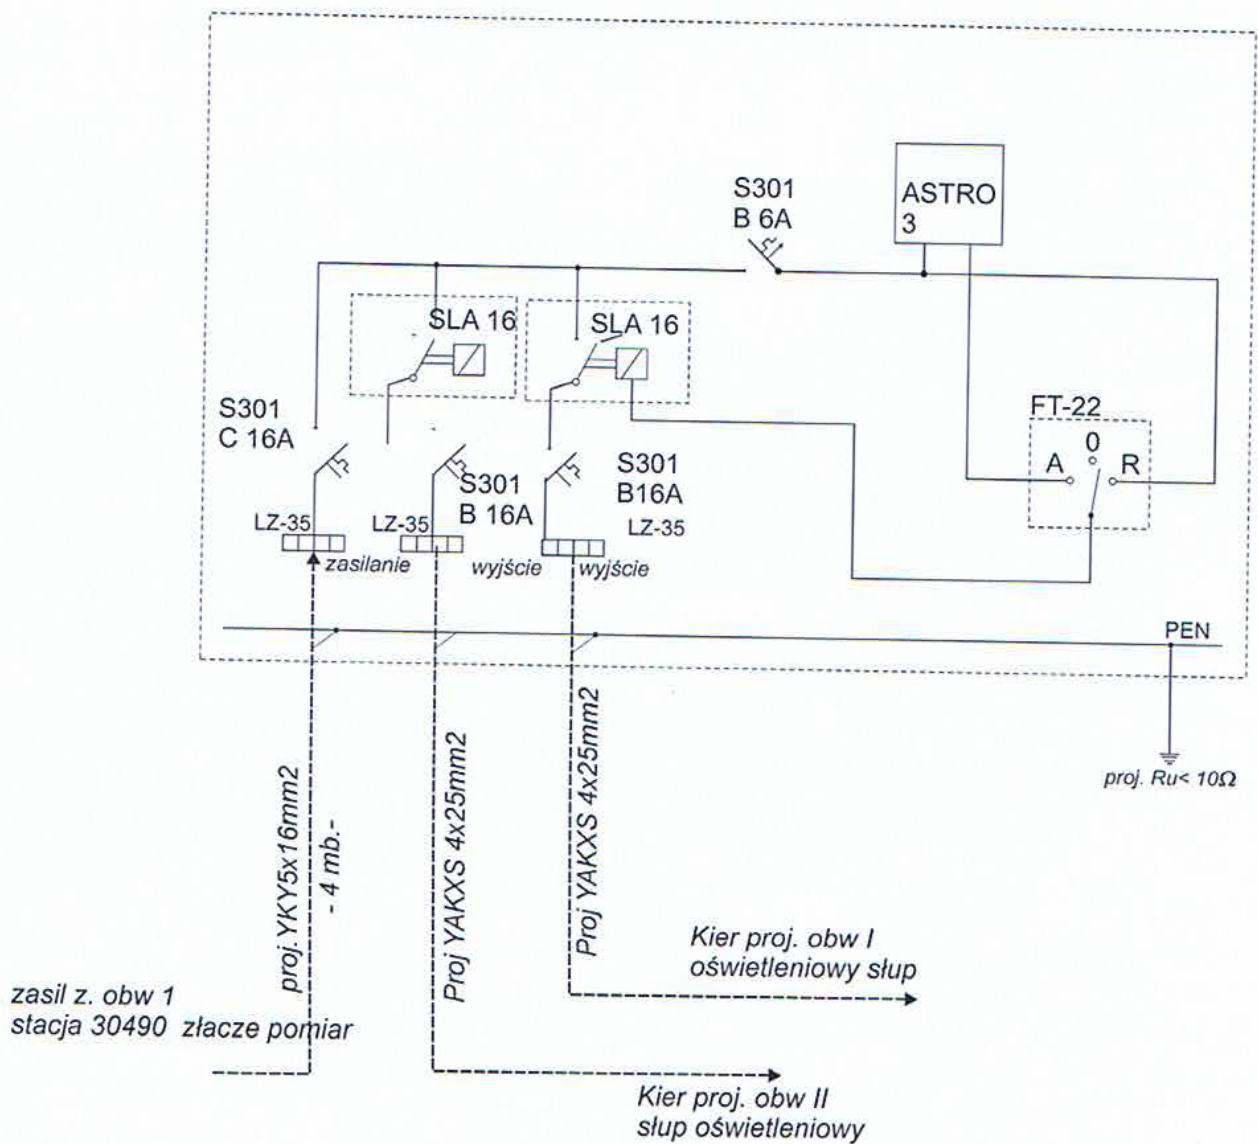 S301
B 6A
ASTRO
3
SLA 16
SLA 16
S301
C 16A
FT-22
0
A
R
S301
B 16A
S301
B16A
LZ-35
LZ-35
LZ-35
zasilanie
wyjście
wyjście
PEN
proj. Ru< 10Ω
proj. YKY5x16mm2
- 4 mb.-
Proj YAKXS 4x25mm2
Proj YAKXS 4x25mm2
Kier proj. obw I
oświetleniowy słup
zasil z. obw 1
stacja 30490 złacze pomiar
Kier proj. obw II
słup oświetleniowy